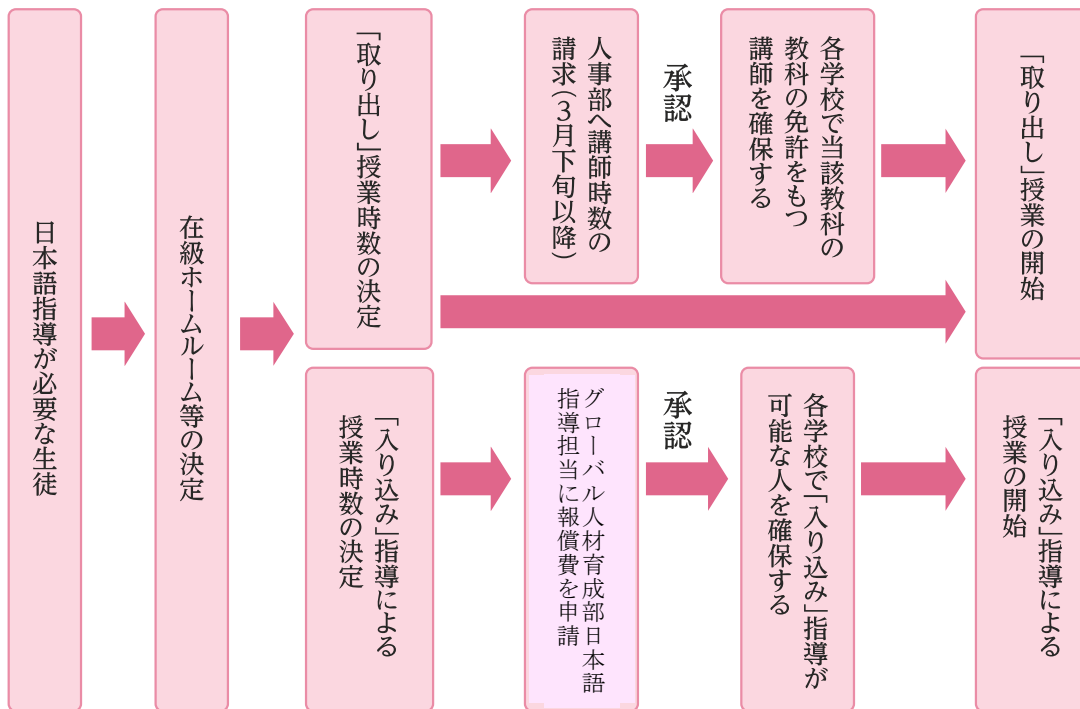 日本語指導が必要な生徒
在級ホームルーム等の決定
「取り出し」授業時数の決定
人事部へ講師時数の
請求(3月下旬以降)
承認
各学校で当該教科の
教科の免許をもつ
講師を確保する
「取り出し」授業の開始
「入り込み」指導による
授業時数の決定
グローバル人材育成部日本語
指導担当に報償費を申請
承認
各学校で「入り込み」指導が
可能な人を確保する
「入り込み」指導による
授業の開始